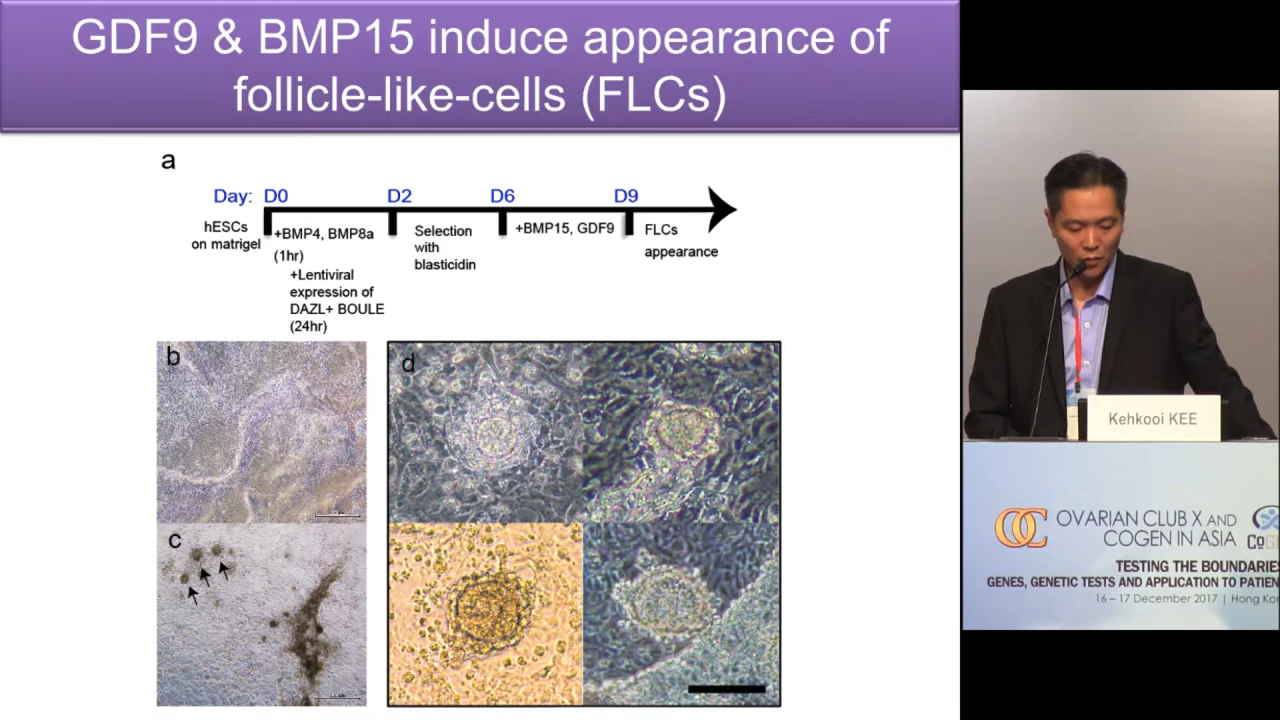 GDF9 & BMP15 induce appearance of
follicle-like-cells (FLCs)
a
Day: D0 D2 D6 D9
hESCs
on matrigel
+BMP4, BMP8a
(1hr)
+Lentiviral
expression of
DAZL+ BOULE
(24hr)
Selection
with
blasticidin
+BMP15, GDF9
FLCs
appearance
b
c
d
Kehkooi KEE
OC
OVARIAN CLUB X AND
COGEN IN ASIA
TESTING THE BOUNDARIES
GENES, GENETIC TESTS AND APPLICATION TO PATIEN
16 – 17 December 2017 | Hong Kon